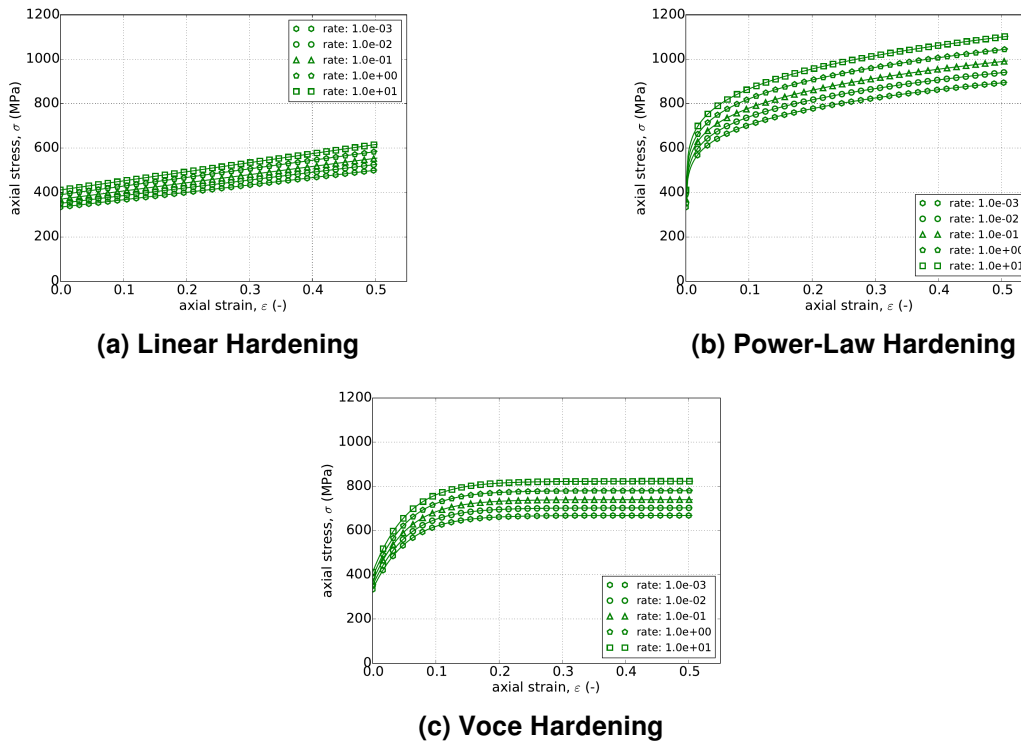 1200
1000
800
600
400
200
0
axial stress, σ (MPa)
rate: 1.0e-03
rate: 1.0e-02
rate: 1.0e-01
rate: 1.0e+00
rate: 1.0e+01
0.0 0.1 0.2 0.3 0.4 0.5
axial strain, ε (-)
(a) Linear Hardening
1200
1000
800
600
400
200
0
axial stress, σ (MPa)
rate: 1.0e-03
rate: 1.0e-02
rate: 1.0e-01
rate: 1.0e+00
rate: 1.0e+01
0.0 0.1 0.2 0.3 0.4 0.5
axial strain, ε (-)
(b) Power-Law Hardening
1200
1000
800
600
400
200
0
axial stress, σ (MPa)
rate: 1.0e-03
rate: 1.0e-02
rate: 1.0e-01
rate: 1.0e+00
rate: 1.0e+01
0.0 0.1 0.2 0.3 0.4 0.5
axial strain, ε (-)
(c) Voce Hardening